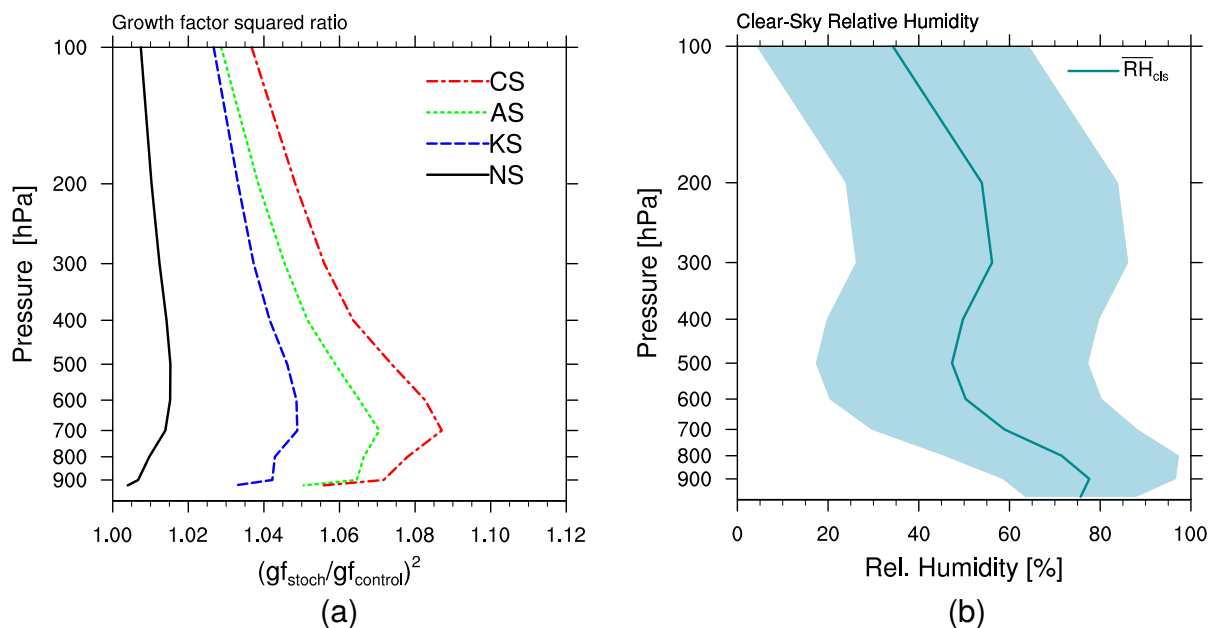 Growth factor squared ratio
100
200
300
400
500
600
700
800
900
Pressure [hPa]
CS
AS
KS
NS
1.00 1.02 1.04 1.06 1.08 1.10 1.12
(gf_stoch/gf_control)²
(a)
Clear-Sky Relative Humidity
100
200
300
400
500
600
700
800
900
Pressure [hPa]
R̅H̅_cls
0 20 40 60 80 100
Rel. Humidity [%]
(b)